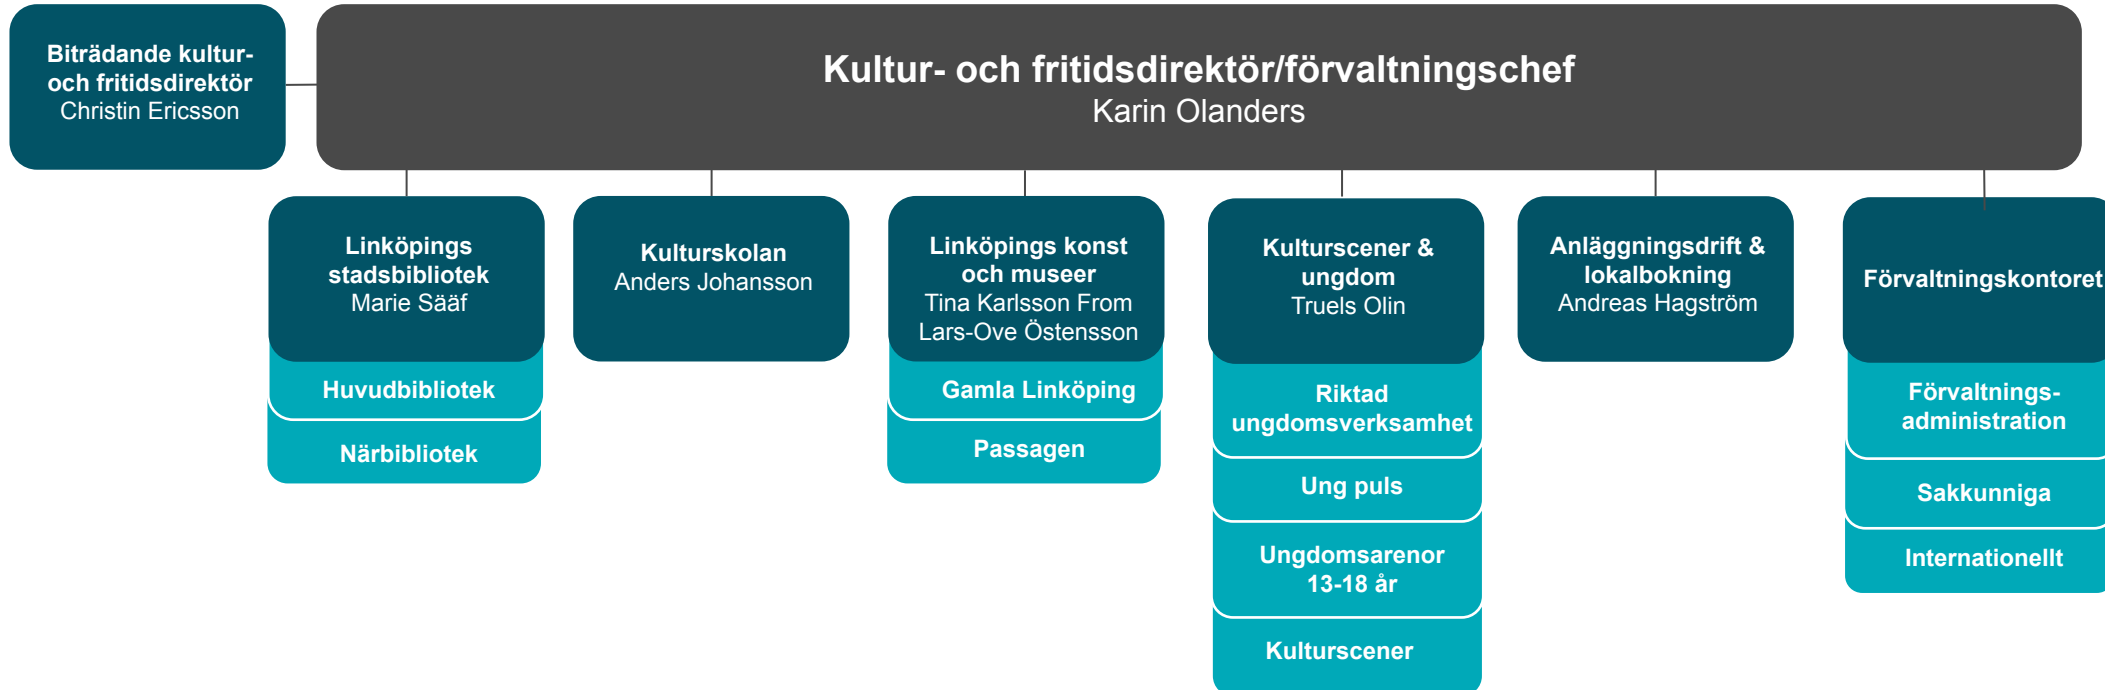 Biträdande kultur-
och fritidsdirektör
Christin Ericsson
Kultur- och fritidsdirektör/förvaltningschef
Karin Olanders
Linköpings
stadsbibliotek
Marie Sääf
Huvudbibliotek
Närbibliotek
Kulturskolan
Anders Johansson
Linköpings konst
och museer
Tina Karlsson From
Lars-Ove Östensson
Gamla Linköping
Passagen
Kulturscener &
ungdom
Truels Olin
Riktad
ungdomsverksamhet
Ung puls
Ungdomsarenor
13-18 år
Kulturscener
Anläggningsdrift &
lokalbokning
Andreas Hagström
Förvaltningskontoret
Förvaltnings-
administration
Sakkunniga
Internationellt